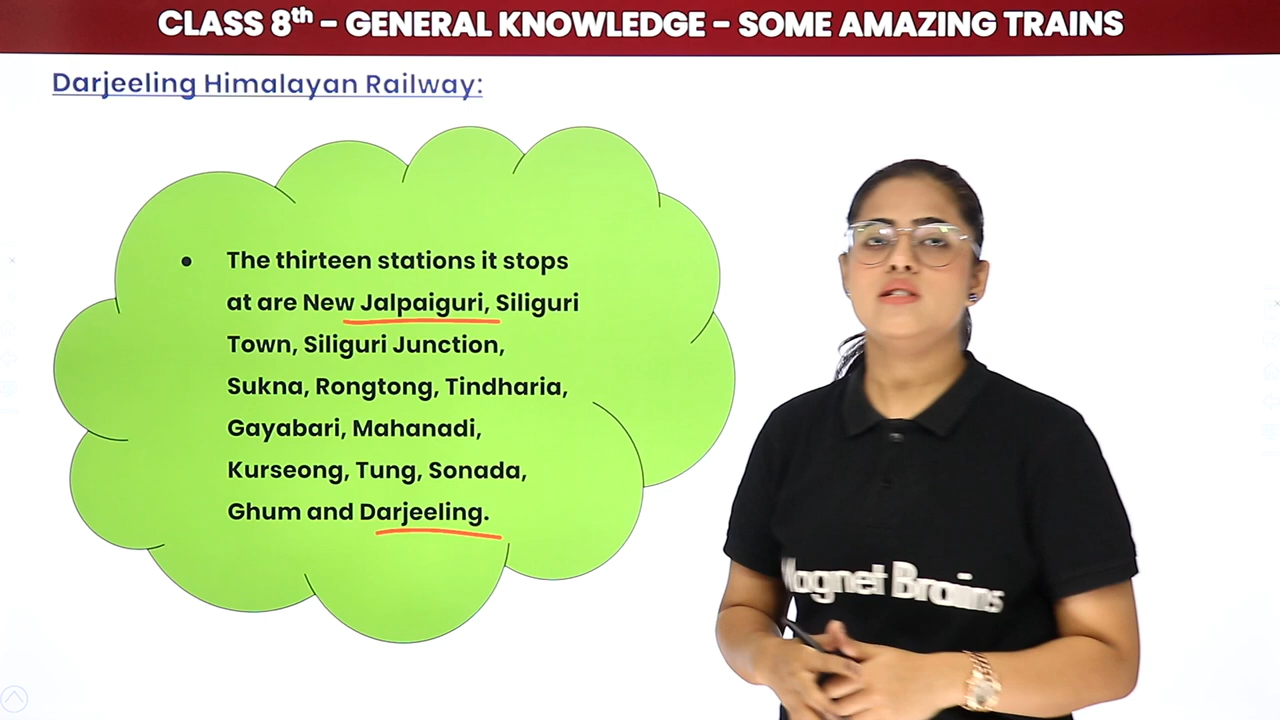 CLASS 8th – GENERAL KNOWLEDGE – SOME AMAZING TRAINS
Darjeeling Himalayan Railway:
• The thirteen stations it stops
at are New Jalpaiguri, Siliguri
Town, Siliguri Junction,
Sukna, Rongtong, Tindharia,
Gayabari, Mahanadi,
Kurseong, Tung, Sonada,
Ghum and Darjeeling.
Magnet Brains